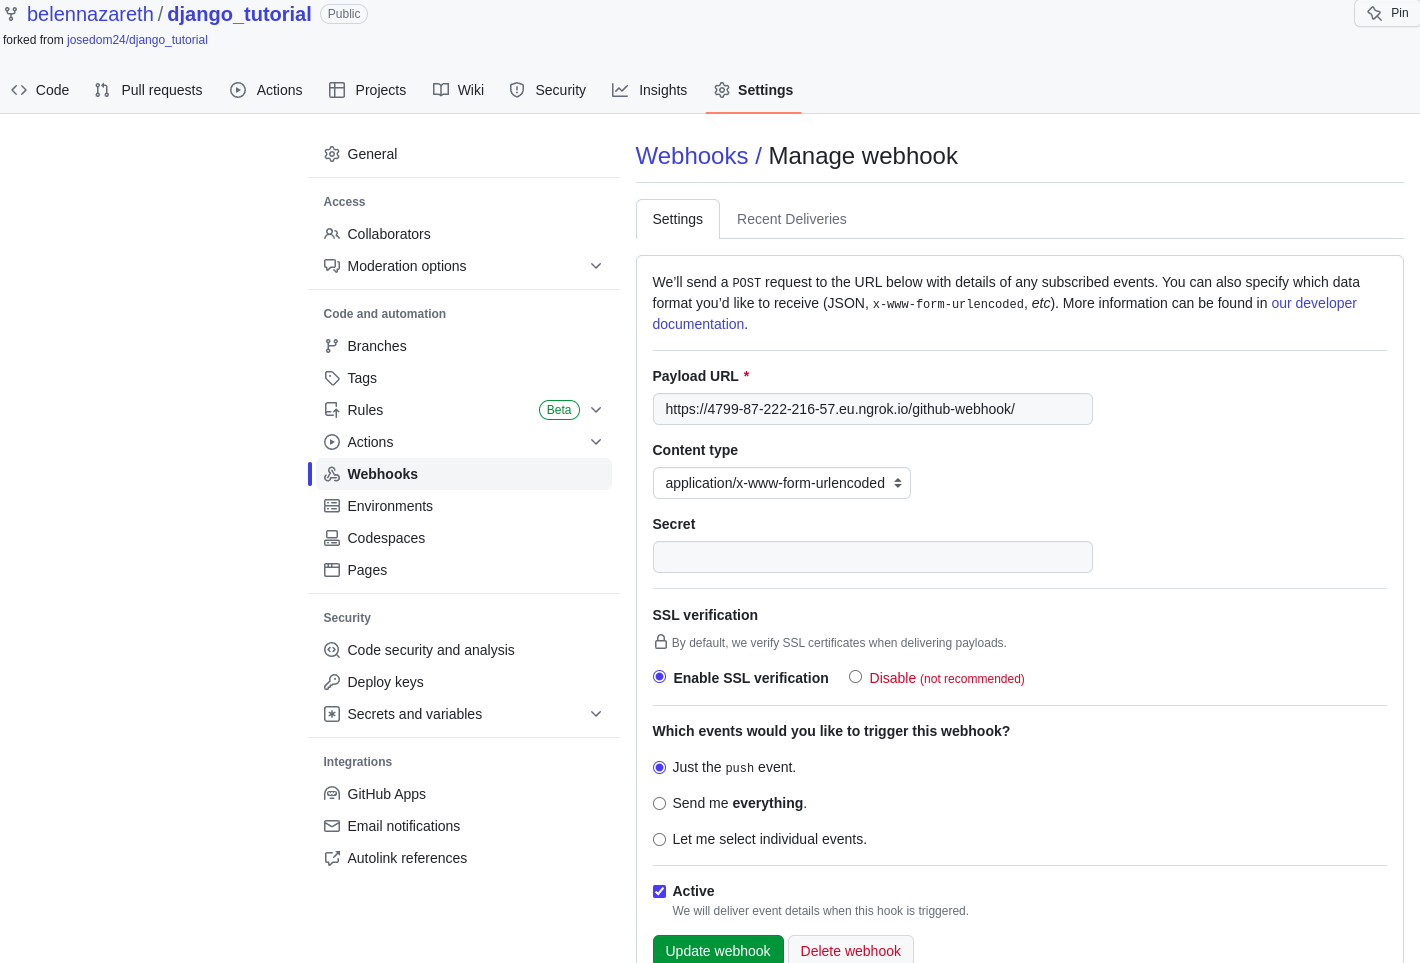 belennazareth / django_tutorial Public
Pin
forked from josedom24/django_tutorial
Code Pull requests Actions Projects Wiki Security Insights Settings
General
Access
Collaborators
Moderation options
Code and automation
Branches
Tags
Rules Beta
Actions
Webhooks
Environments
Codespaces
Pages
Security
Code security and analysis
Deploy keys
Secrets and variables
Integrations
GitHub Apps
Email notifications
Autolink references
Webhooks / Manage webhook
Settings Recent Deliveries
We’ll send a POST request to the URL below with details of any subscribed events. You can also specify which data
format you’d like to receive (JSON, x-www-form-urlencoded, etc). More information can be found in our developer
documentation.
Payload URL *
https://4799-87-222-216-57.eu.ngrok.io/github-webhook/
Content type
application/x-www-form-urlencoded
Secret
SSL verification
By default, we verify SSL certificates when delivering payloads.
Enable SSL verification Disable (not recommended)
Which events would you like to trigger this webhook?
Just the push event.
Send me everything.
Let me select individual events.
Active
We will deliver event details when this hook is triggered.
Update webhook Delete webhook